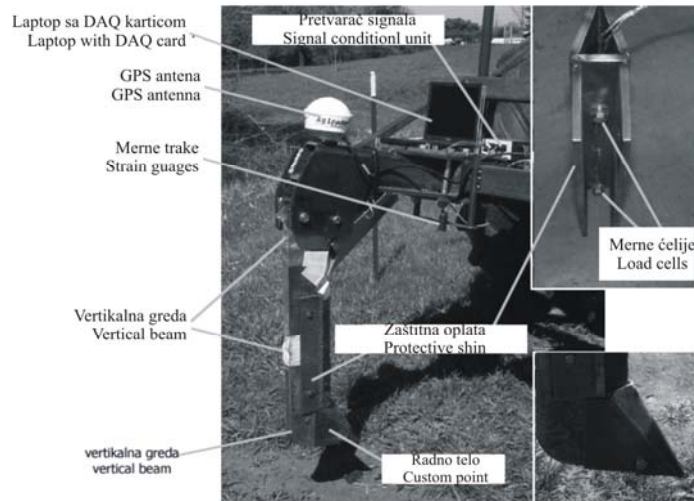 Laptop sa DAQ karticom
Laptop with DAQ card
Pretvarač signala
Signal conditionl unit
GPS antena
GPS antenna
Ag Leader
Merne trake
Strain guages
Merne ćelije
Load cells
Vertikalna greda
Vertical beam
Zaštitna oplata
Protective shin
vertikalna greda
vertical beam
Radno telo
Custom point